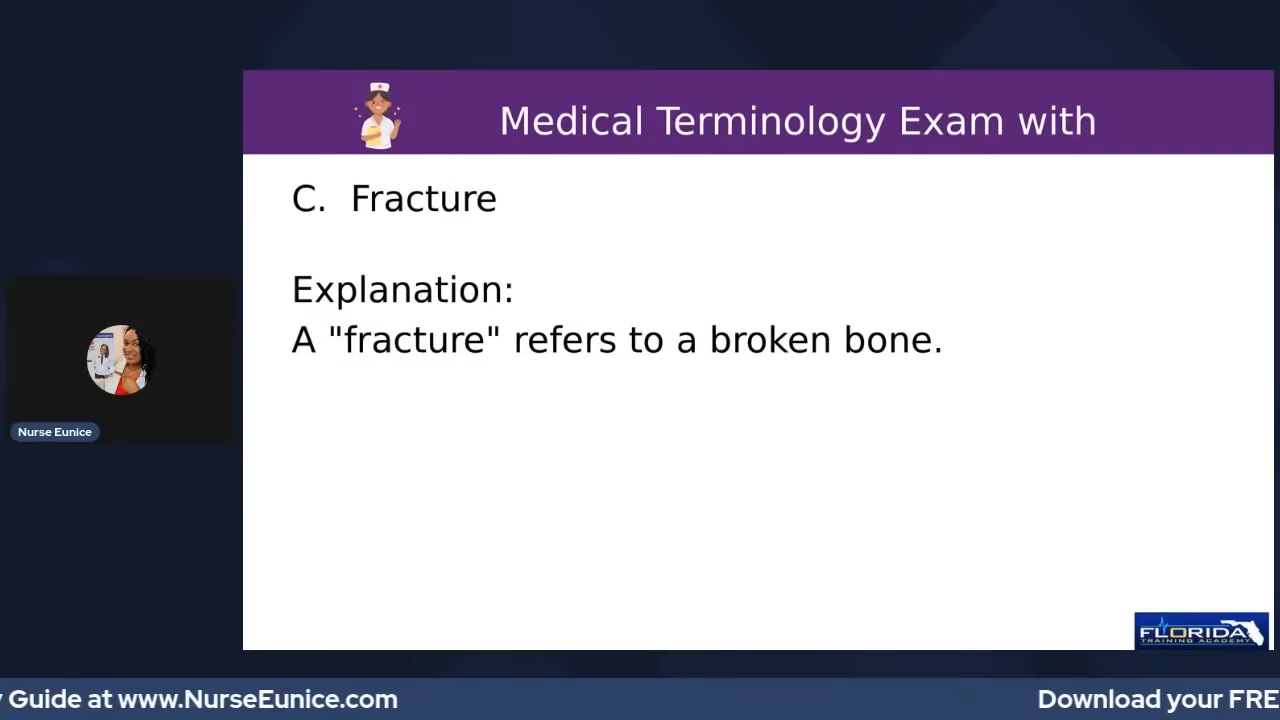 Medical Terminology Exam with
C. Fracture
Explanation:
A "fracture" refers to a broken bone.
Nurse Eunice
FLORIDA
TRAINING ACADEMY
y Guide at www.NurseEunice.com
Download your FRE